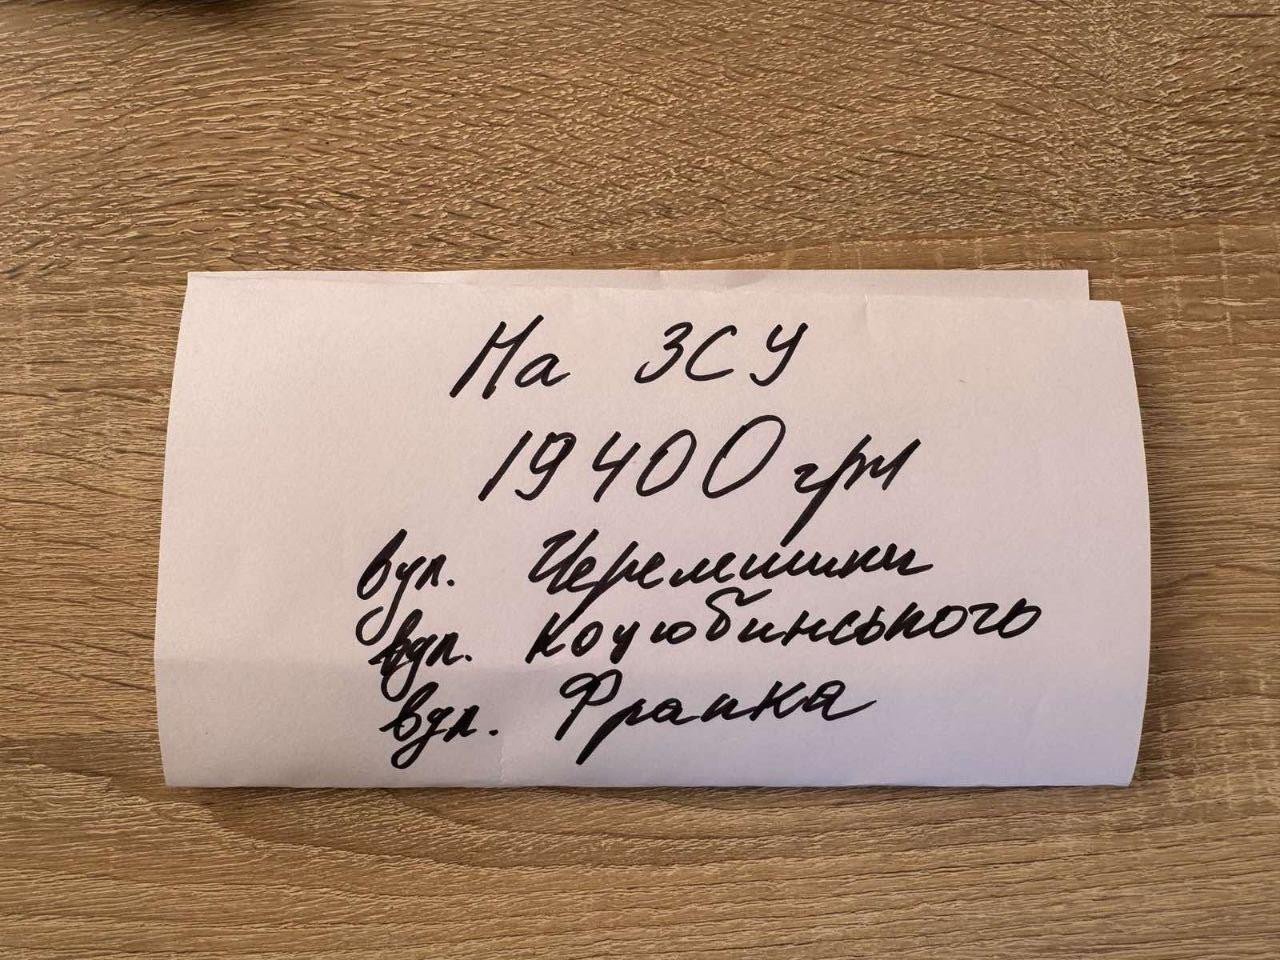 На ЗСУ
19400 грн
вул. Черемшини
вул. Коцюбинського
вул. Франка